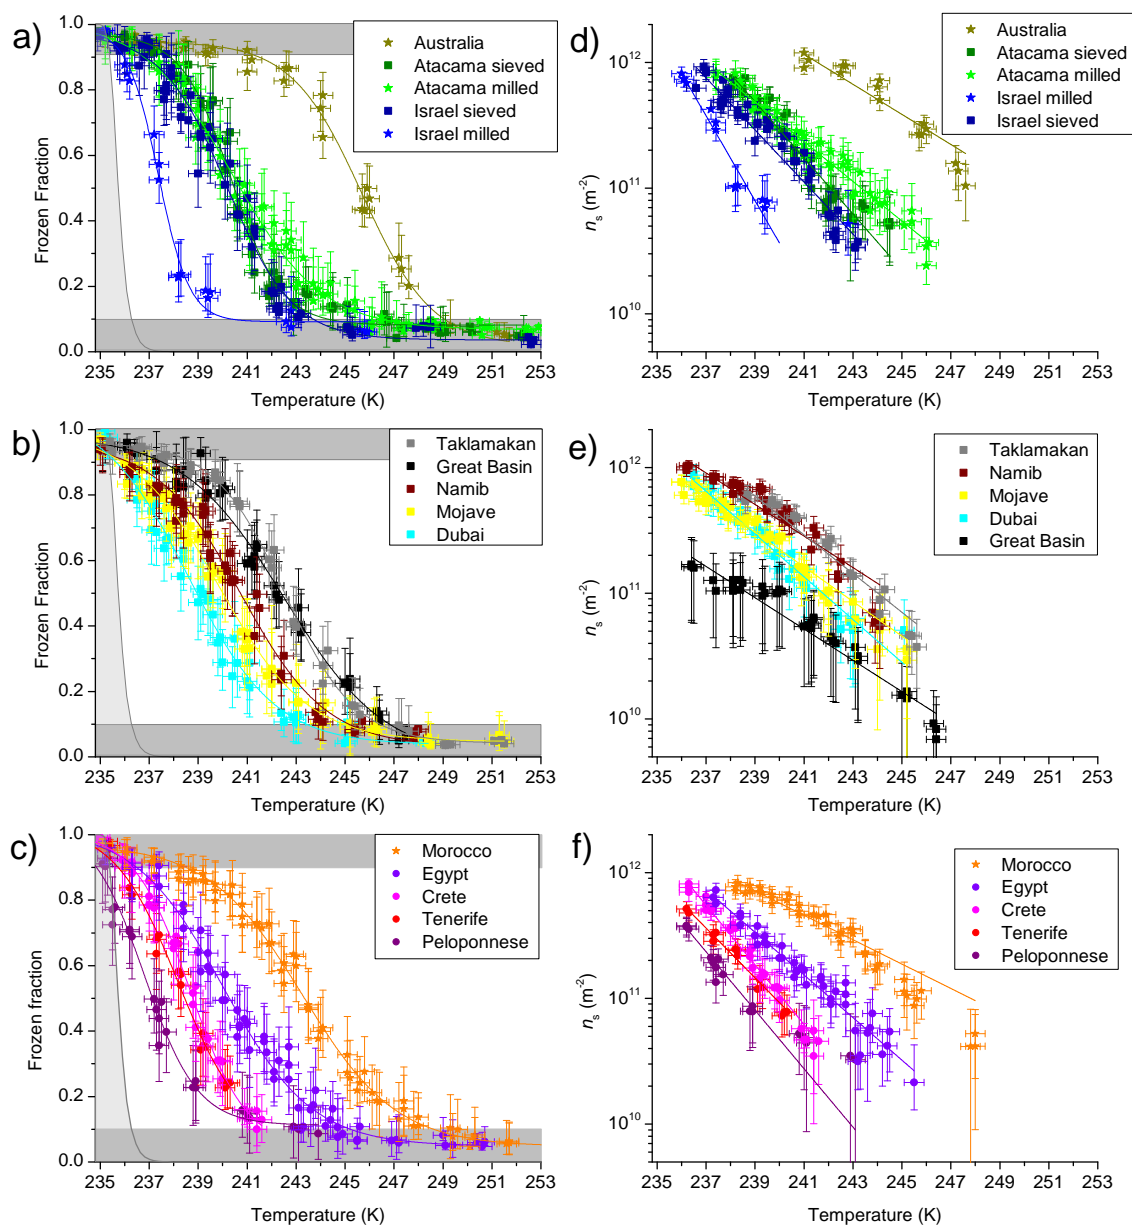 a)
1.0
0.8
0.6
0.4
0.2
0.0
Frozen Fraction
Australia
Atacama sieved
Atacama milled
Israel sieved
Israel milled
235 237 239 241 243 245 247 249 251 253
Temperature (K)
d)
10^12
10^11
10^10
n_s (m^-2)
Australia
Atacama sieved
Atacama milled
Israel milled
Israel sieved
235 237 239 241 243 245 247 249 251 253
Temperature (K)
b)
1.0
0.8
0.6
0.4
0.2
0.0
Frozen Fraction
Taklamakan
Great Basin
Namib
Mojave
Dubai
235 237 239 241 243 245 247 249 251 253
Temperature (K)
e)
10^12
10^11
10^10
n_s (m^-2)
Taklamakan
Namib
Mojave
Dubai
Great Basin
235 237 239 241 243 245 247 249 251 253
Temperature (K)
c)
1.0
0.8
0.6
0.4
0.2
0.0
Frozen fraction
Morocco
Egypt
Crete
Tenerife
Peloponnese
235 237 239 241 243 245 247 249 251 253
Temperature (K)
f)
10^12
10^11
10^10
n_s (m^-2)
Morocco
Egypt
Crete
Tenerife
Peloponnese
235 237 239 241 243 245 247 249 251 253
Temperature (K)